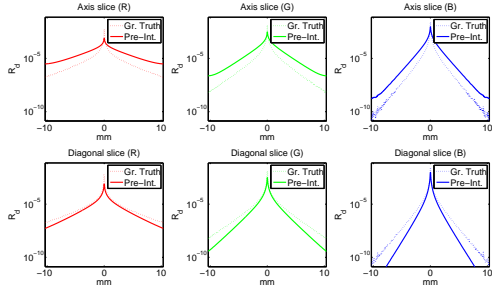 Axis slice (R)
Axis slice (G)
Axis slice (B)
Gr. Truth
Pre-Int.
Gr. Truth
Pre-Int.
Gr. Truth
Pre-Int.
R_d
10^-5
10^-10
R_d
10^-5
10^-10
R_d
10^-5
10^-10
-10 0 10
-10 0 10
-10 0 10
mm
mm
mm
Diagonal slice (R)
Diagonal slice (G)
Diagonal slice (B)
Gr. Truth
Pre-Int.
Gr. Truth
Pre-Int.
Gr. Truth
Pre-Int.
R_d
10^-5
10^-10
R_d
10^-5
10^-10
R_d
10^-5
10^-10
-10 0 10
-10 0 10
-10 0 10
mm
mm
mm